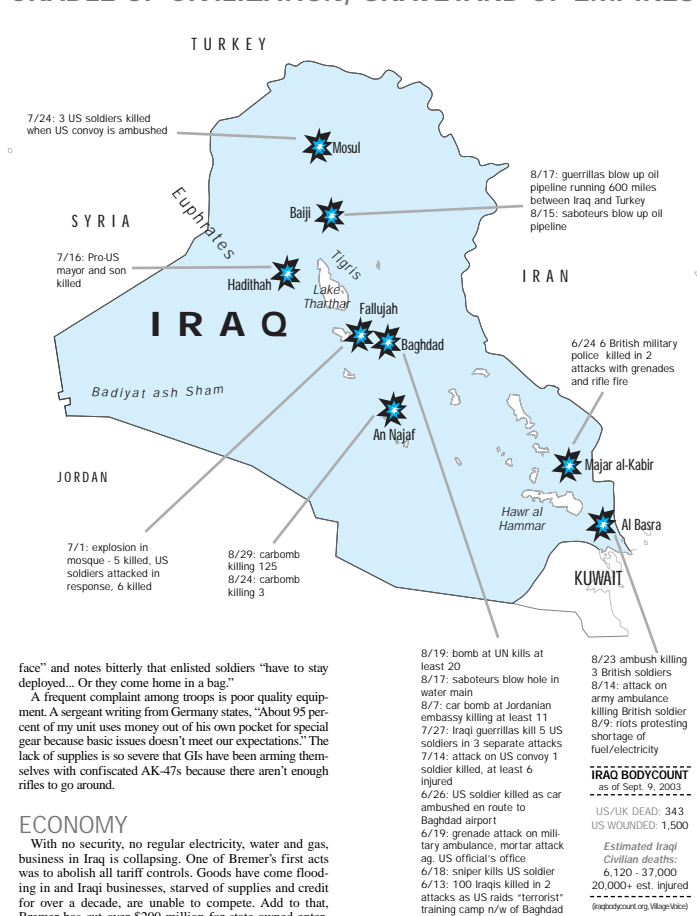 CRADLE OF CIVILIZATION, GRAVEYARD OF EMPIRES
TURKEY
7/24: 3 US soldiers killed
when US convoy is ambushed
Mosul
8/17: guerrillas blow up oil
pipeline running 600 miles
between Iraq and Turkey
8/15: saboteurs blow up oil
pipeline
Baiji
Euphrates
SYRIA
7/16: Pro-US
mayor and son
killed
Tigris
IRAN
Hadithah
Lake
Tharthar
Fallujah
IRAQ
Baghdad
6/24 6 British military
police killed in 2
attacks with grenades
and rifle fire
Badiyat ash Sham
An Najaf
Majar al-Kabir
JORDAN
Hawr al
Hammar
Al Basra
7/1: explosion in
mosque - 5 killed, US
soldiers attacked in
response, 6 killed
8/29: carbomb
killing 125
8/24: carbomb
killing 3
KUWAIT
face” and notes bitterly that enlisted soldiers “have to stay
deployed... Or they come home in a bag.”
A frequent complaint among troops is poor quality equip-
ment. A sergeant writing from Germany states, “About 95 per-
cent of my unit uses money out of his own pocket for special
gear because basic issues doesn’t meet our expectations.” The
lack of supplies is so severe that GIs have been arming them-
selves with confiscated AK-47s because there aren’t enough
rifles to go around.
ECONOMY
With no security, no regular electricity, water and gas,
business in Iraq is collapsing. One of Bremer’s first acts
was to abolish all tariff controls. Goods have come flood-
ing in and Iraqi businesses, starved of supplies and credit
for over a decade, are unable to compete. Add to that,
Bremer has cut over $200 million for state-owned enter-
8/19: bomb at UN kills at
least 20
8/17: saboteurs blow hole in
water main
8/7: car bomb at Jordanian
embassy killing at least 11
7/27: Iraqi guerrillas kill 5 US
soldiers in 3 separate attacks
7/14: attack on US convoy 1
soldier killed, at least 6
injured
6/26: US soldier killed as car
ambushed en route to
Baghdad airport
6/19: grenade attack on mili-
tary ambulance, mortar attack
ag. US official’s office
6/18: sniper kills US soldier
6/13: 100 Iraqis killed in 2
attacks as US raids “terrorist”
training camp n/w of Baghdad
8/23 ambush killing
3 British soldiers
8/14: attack on
army ambulance
killing British soldier
8/9: riots protesting
shortage of
fuel/electricity
IRAQ BODYCOUNT
as of Sept. 9, 2003
US/UK DEAD: 343
US WOUNDED: 1,500
Estimated Iraqi
Civilian deaths:
6,120 - 37,000
20,000+ est. injured
(iraqbodycount.org, Village Voice)